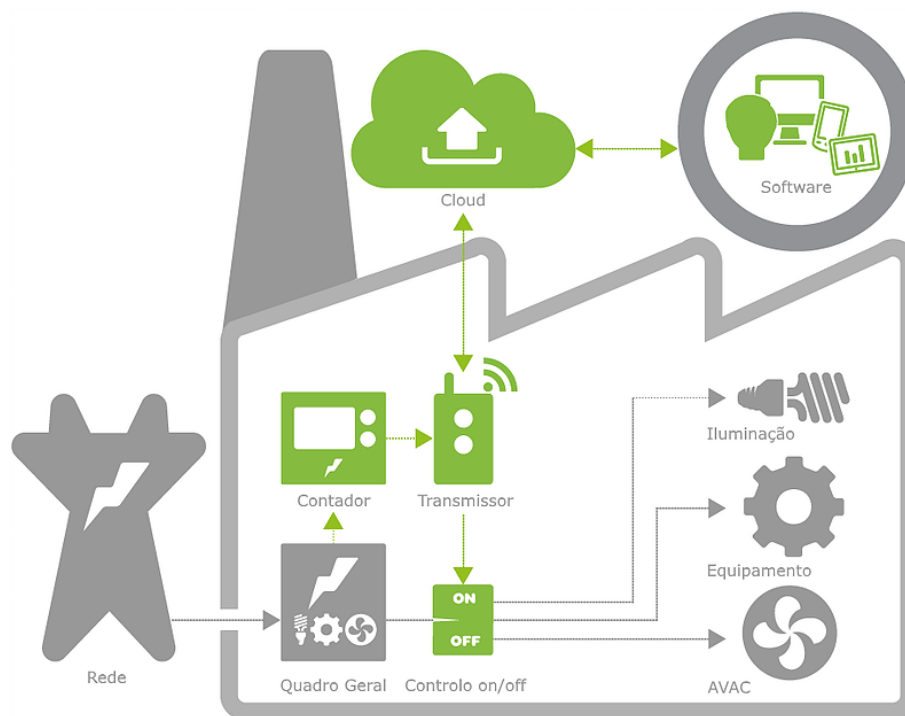 Software
Cloud
Iluminação
Contador
Transmissor
Equipamento
ON
OFF
Rede
Quadro Geral
Controlo on/off
AVAC